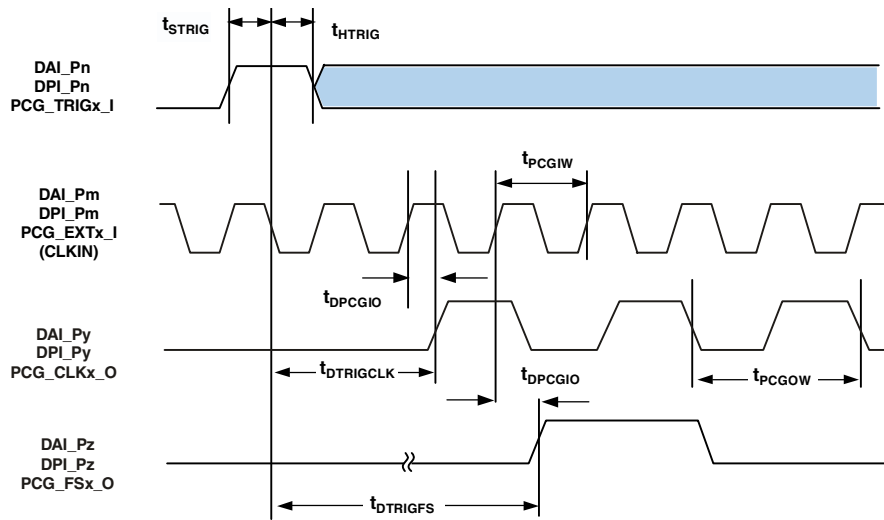 tSTRIG
tHTRIG
DAI_Pn
DPI_Pn
PCG_TRIGx_I
tPCGIW
DAI_Pm
DPI_Pm
PCG_EXTx_I
(CLKIN)
tDPCGIO
DAI_Py
DPI_Py
PCG_CLKx_O
tDTRIGCLK
tDPCGIO
tPCGOW
DAI_Pz
DPI_Pz
PCG_FSx_O
tDTRIGFS